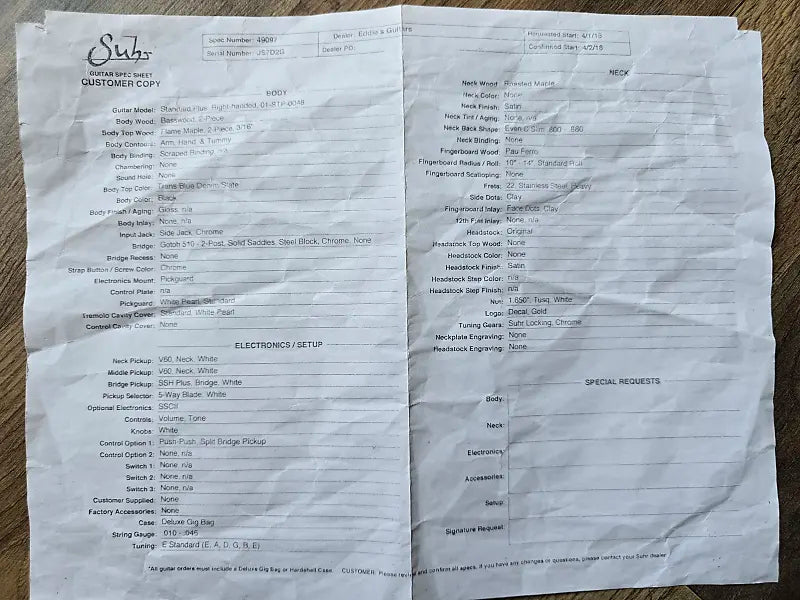 Suhr
GUITAR SPEC SHEET
CUSTOMER COPY
Spec Number: 49097
Serial Number: JS7D2G
Dealer: Eddie's Guitars
Dealer PO:
Requested Start: 4/1/18
Confirmed Start: 4/2/18
BODY
Guitar Model: Standard Plus, Right-handed, 01-STP-0048
Body Wood: Basswood, 2-Piece
Body Top Wood: Flame Maple, 2-Piece, 3/16"
Body Contours: Arm, Hand, & Tummy
Body Binding: Scraped Binding, n/a
Chambering: None
Sound Hole: None
Body Top Color: Trans Blue Denim Slate
Body Color: Black
Body Finish / Aging: Gloss, n/a
Body Inlay: None, n/a
Input Jack: Side Jack, Chrome
Bridge: Gotoh 510 - 2-Post, Solid Saddles, Steel Block, Chrome, None
Bridge Recess: None
Strap Button / Screw Color: Chrome
Electronics Mount: Pickguard
Control Plate: n/a
Pickguard: White Pearl, Standard
Tremolo Cavity Cover: Standard, White Pearl
Control Cavity Cover: None
ELECTRONICS / SETUP
Neck Pickup: V60, Neck, White
Middle Pickup: V60, Neck, White
Bridge Pickup: SSH Plus, Bridge, White
Pickup Selector: 5-Way Blade, White
Optional Electronics: SSCII
Controls: Volume, Tone
Knobs: White
Control Option 1: Push-Push, Split Bridge Pickup
Control Option 2: None, n/a
Switch 1: None, n/a
Switch 2: None, n/a
Switch 3: None, n/a
Customer Supplied: None
Factory Accessories: None
Case: Deluxe Gig Bag
String Gauge: .010 - .046
Tuning: E Standard (E, A, D, G, B, E)
NECK
Neck Wood: Roasted Maple
Neck Color: None
Neck Finish: Satin
Neck Tint / Aging: None, n/a
Neck Back Shape: Even C Slim .800 - .880
Neck Binding: None
Fingerboard Wood: Pau Ferro
Fingerboard Radius / Roll: 10" - 14", Standard Roll
Fingerboard Scalloping: None
Frets: 22, Stainless Steel, Heavy
Side Dots: Clay
Fingerboard Inlay: Face Dots, Clay
12th Fret Inlay: None, n/a
Headstock: Original
Headstock Top Wood: None
Headstock Color: None
Headstock Finish: Satin
Headstock Step Color: n/a
Headstock Step Finish: n/a
Nut: 1.650", Tusq, White
Logo: Decal, Gold
Tuning Gears: Suhr Locking, Chrome
Neckplate Engraving: None
Headstock Engraving: None
SPECIAL REQUESTS
Body:
Neck:
Electronics:
Accessories:
Setup:
Signature Request:
*All guitar orders must include a Deluxe Gig Bag or Hardshell Case. CUSTOMER: Please review and confirm all specs, if you have any changes or questions, please contact your Suhr dealer